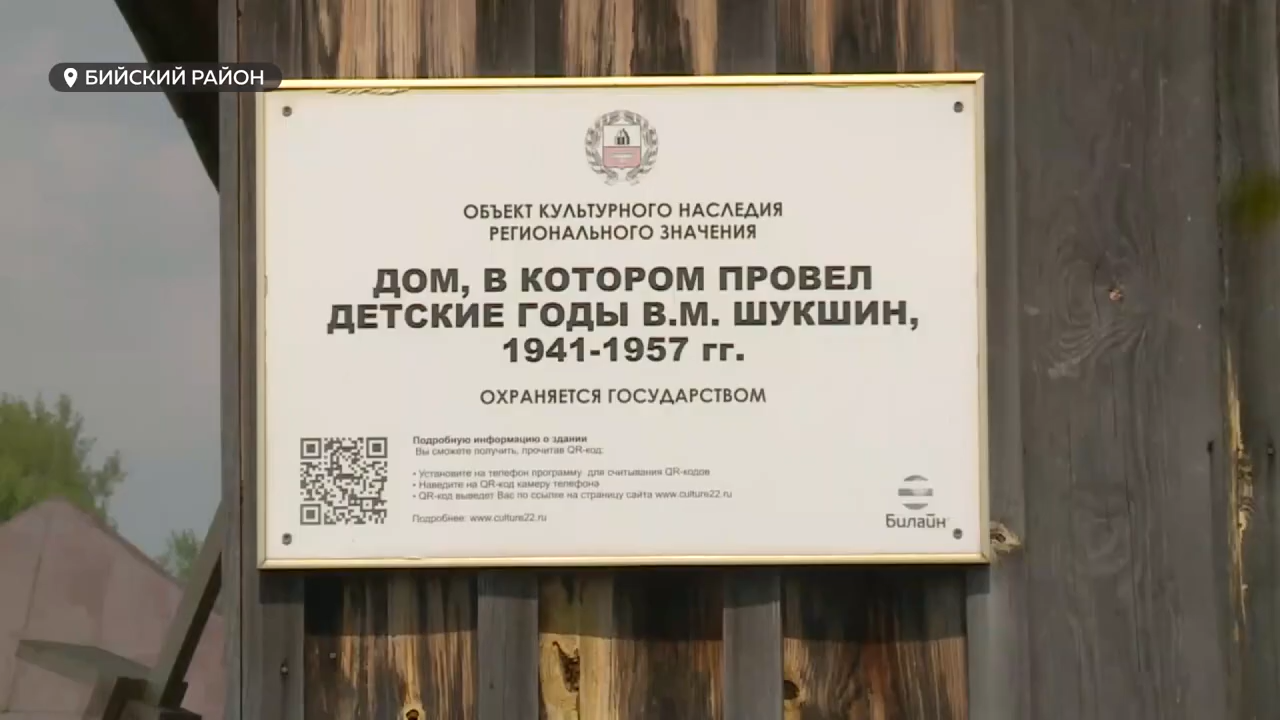 БИЙСКИЙ РАЙОН
ОБЪЕКТ КУЛЬТУРНОГО НАСЛЕДИЯ
РЕГИОНАЛЬНОГО ЗНАЧЕНИЯ
ДОМ, В КОТОРОМ ПРОВЕЛ
ДЕТСКИЕ ГОДЫ В.М. ШУКШИН,
1941-1957 гг.
ОХРАНЯЕТСЯ ГОСУДАРСТВОМ
Подробную информацию о здании
Вы сможете получить, прочитав QR-код:
• Установите на телефон программу для считывания QR-кодов
• Наведите на QR-код камеру телефона
• QR-код выведет Вас по ссылке на страницу сайта www.culture22.ru
Подробнее: www.culture22.ru
Билайн